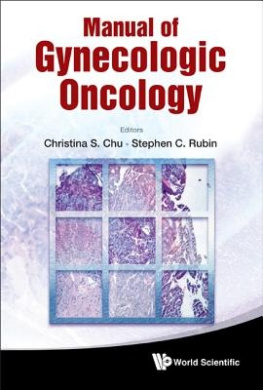 Manual of
Gynecologic
Oncology
Editors
Christina S. Chu • Stephen C. Rubin
World Scientific